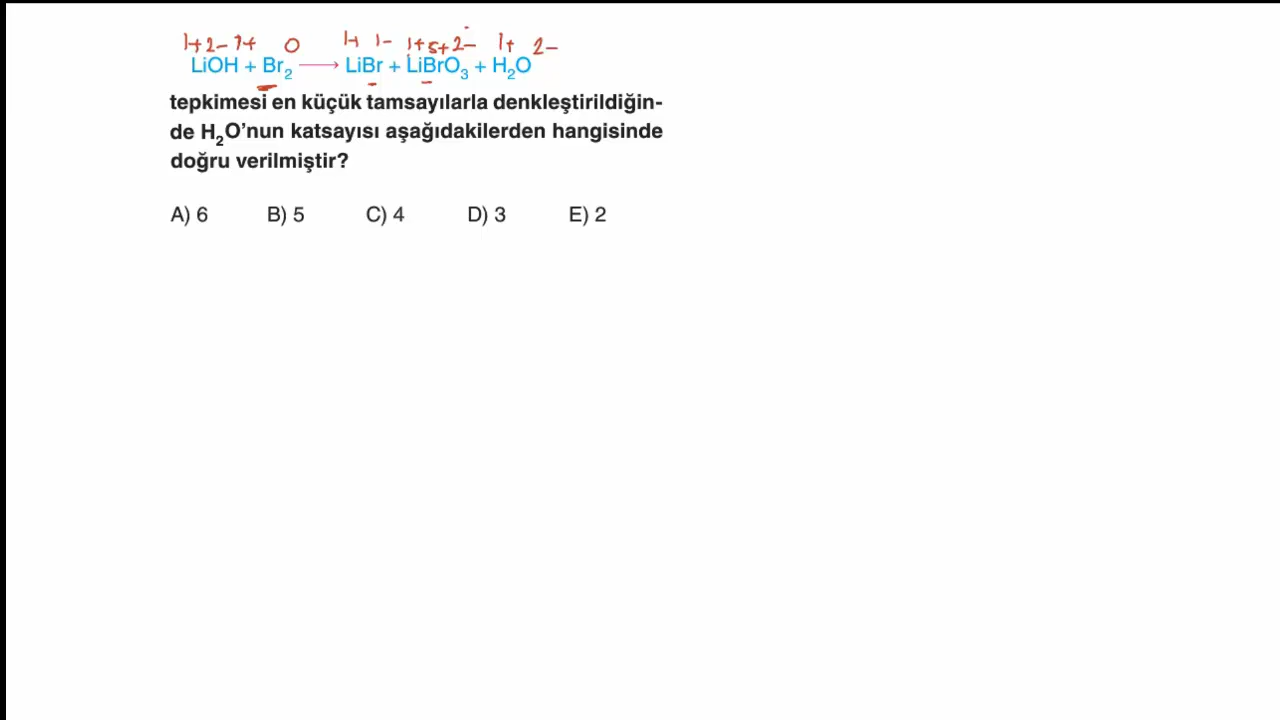 1+ 2- 1+ 0 1+ 1- 1+ 5+ 2- 1+ 2-
LiOH + Br₂ ⟶ LiBr + LiBrO₃ + H₂O
tepkimesi en küçük tamsayılarla denkleştirildiğin-
de H₂O’nun katsayısı aşağıdakilerden hangisinde
doğru verilmiştir?
A) 6 B) 5 C) 4 D) 3 E) 2